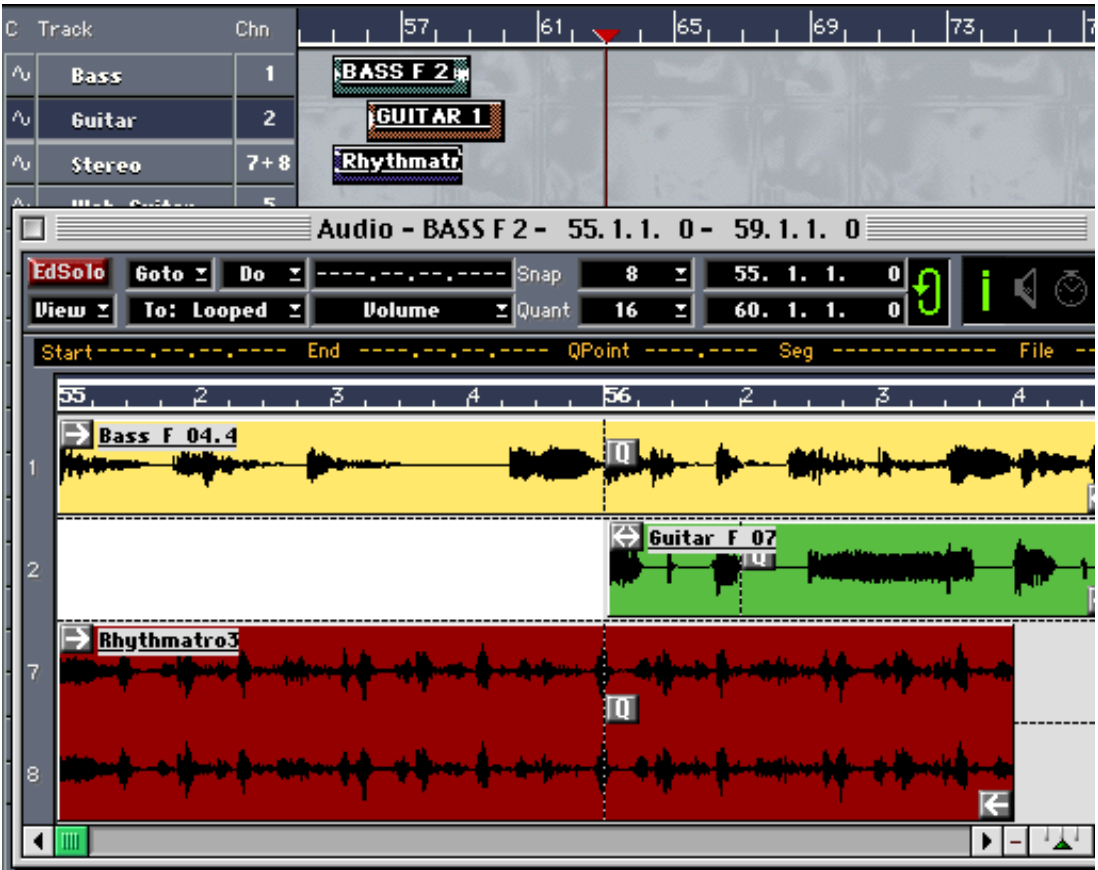 C Track Chn 57 61 65 69 73
Bass 1 BASS F 2
Guitar 2 GUITAR 1
Stereo 7+8 Rhythmatr
5
Audio - BASS F 2 - 55. 1. 1. 0 - 59. 1. 1. 0
EdSolo Goto Do ----.--.--.---- Snap 8 55. 1. 1. 0
View To: Looped Volume Quant 16 60. 1. 1. 0
Start ----.--.--.---- End ----.--.--.---- QPoint ----.---- Seg ------------- File --
55 2 3 4 56 2 3 4
1 Bass F 04.4 Q
2 Guitar F 07 Q
Rhythmatro3
7
Q
8